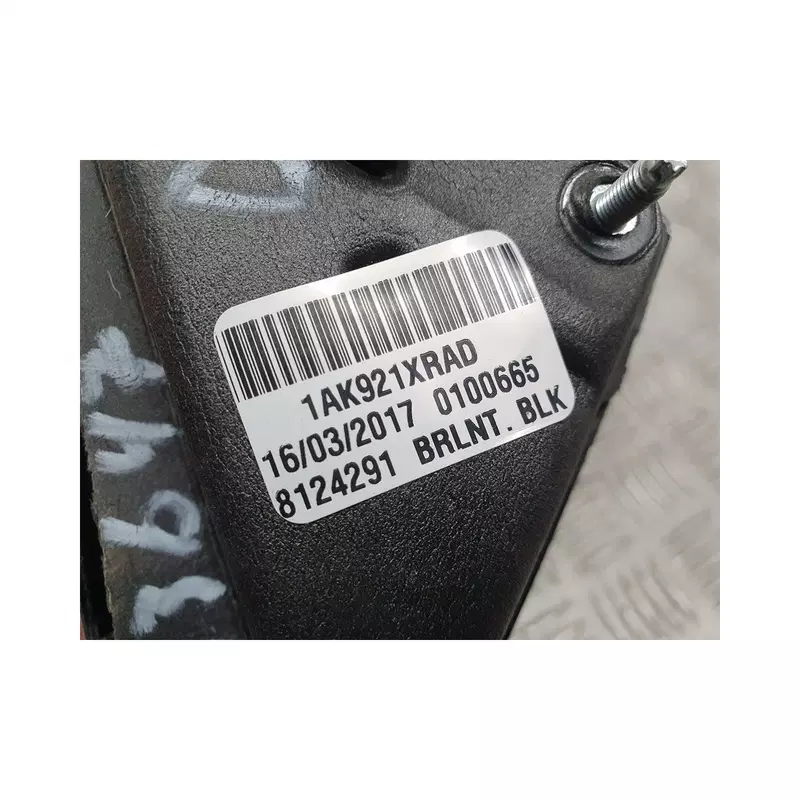 1AK921XRAD
16/03/2017 0100665
8124291 BRLNT. BLK